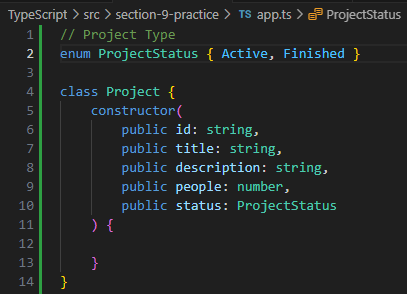 TypeScript > src > section-9-practice > TS app.ts > ProjectStatus
1 // Project Type
2 enum ProjectStatus { Active, Finished }
3
4 class Project {
5     constructor(
6         public id: string,
7         public title: string,
8         public description: string,
9         public people: number,
10         public status: ProjectStatus
11     ) {
12
13     }
14 }